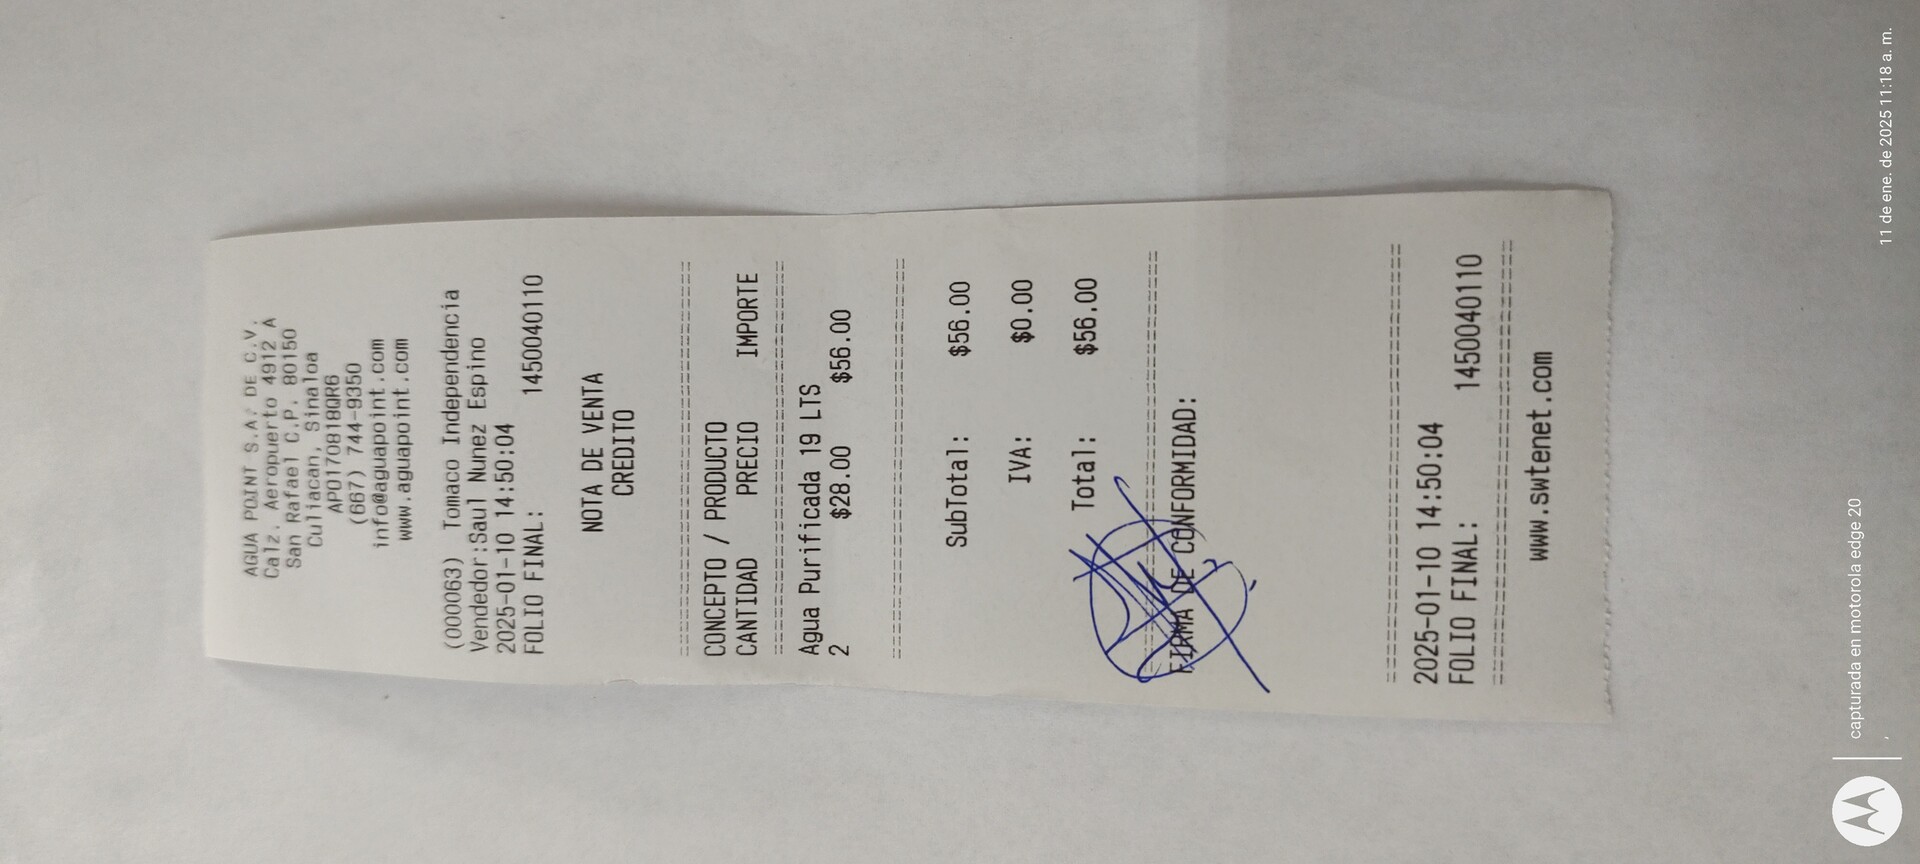 AGUA POINT S.A. DE C.V.
Calz. Aeropuerto 4912 A
San Rafael C.P. 80150
Culiacan, Sinaloa
APO170818QR6
(667) 744-9350
info@aguapoint.com
www.aguapoint.com
(000063) Tomaco Independencia
Vendedor:Saul Nunez Espino
2025-01-10 14:50:04
FOLIO FINAL: 1450040110
NOTA DE VENTA
CREDITO
CONCEPTO / PRODUCTO
CANTIDAD PRECIO IMPORTE
Agua Purificada 19 LTS
2 $28.00 $56.00
SubTotal: $56.00
IVA: $0.00
Total: $56.00
FIRMA DE CONFORMIDAD:
2025-01-10 14:50:04
FOLIO FINAL: 1450040110
www.swtenet.com
capturada en motorola edge 20
11 de ene. de 2025 11:18 a. m.